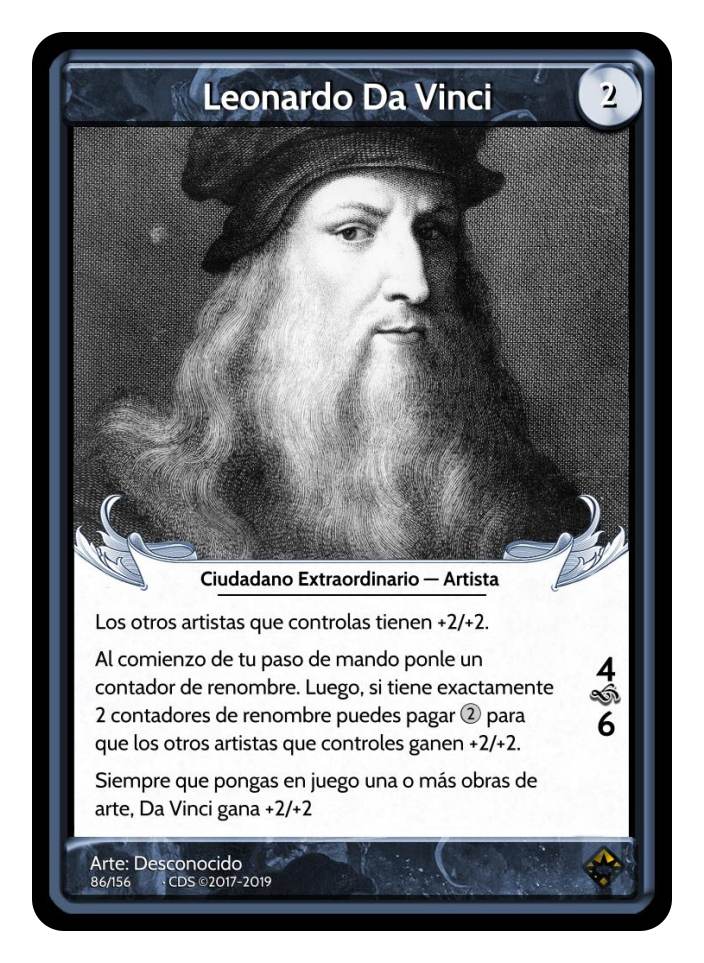 Leonardo Da Vinci
2
Ciudadano Extraordinario — Artista
Los otros artistas que controlas tienen +2/+2.
Al comienzo de tu paso de mando ponle un
contador de renombre. Luego, si tiene exactamente
2 contadores de renombre puedes pagar 2 para
que los otros artistas que controles ganen +2/+2.
Siempre que pongas en juego una o más obras de
arte, Da Vinci gana +2/+2
4
6
Arte: Desconocido
86/156 · CDS ©2017-2019